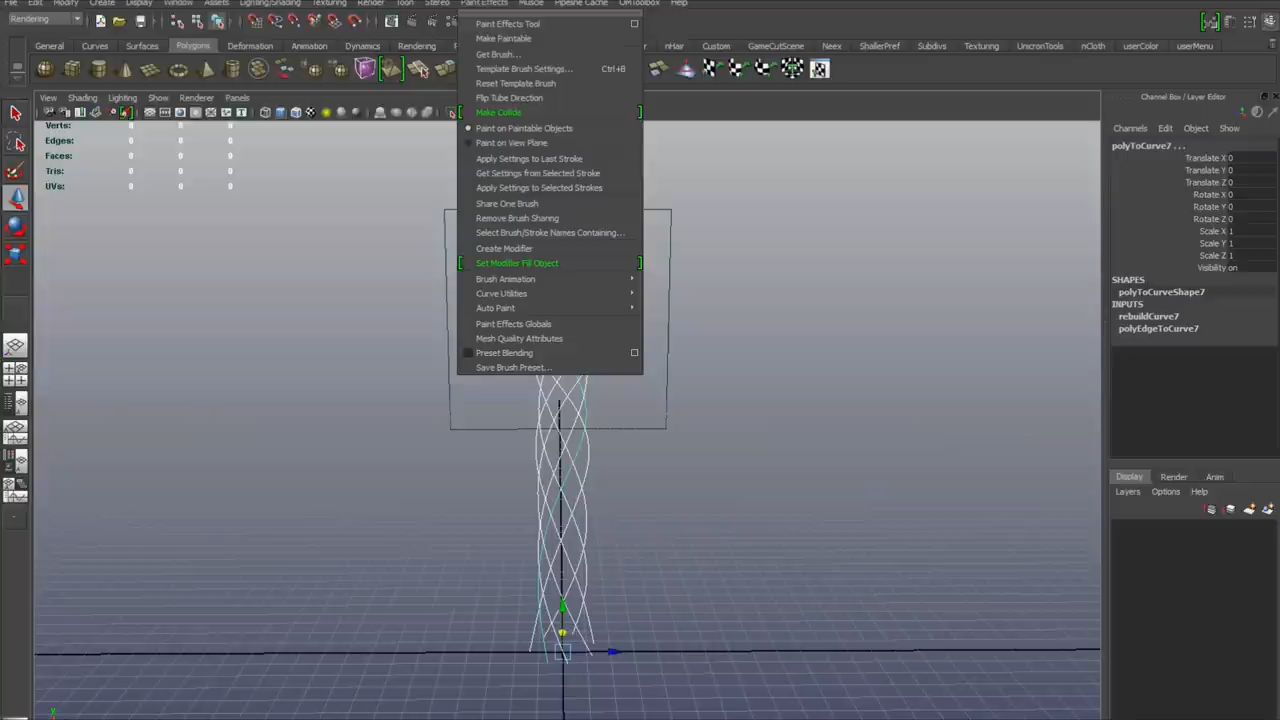 File Edit Modify Create Display Window Assets Lighting/Shading Texturing Render Toon Stereo Paint Effects Muscle Pipeline Cache OMToolbox Help
Rendering
General Curves Surfaces Polygons Deformation Animation Dynamics Rendering nHair Custom GameCutScene Neex ShallerPref Subdivs Texturing UnicronTools nCloth userColor userMenu
View Shading Lighting Show Renderer Panels
Verts: 0 0 0
Edges: 0 0 0
Faces: 0 0 0
Tris: 0 0 0
UVs: 0 0 0
Paint Effects Tool
Make Paintable
Get Brush...
Template Brush Settings... Ctrl+B
Reset Template Brush
Flip Tube Direction
Make Collide
Paint on Paintable Objects
Paint on View Plane
Apply Settings to Last Stroke
Get Settings from Selected Stroke
Apply Settings to Selected Strokes
Share One Brush
Remove Brush Sharing
Select Brush/Stroke Names Containing...
Create Modifier
Set Modifier Fill Object
Brush Animation
Curve Utilities
Auto Paint
Paint Effects Globals
Mesh Quality Attributes
Preset Blending
Save Brush Preset...
Channel Box / Layer Editor
Channels Edit Object Show
polyToCurve7 ...
Translate X 0
Translate Y 0
Translate Z 0
Rotate X 0
Rotate Y 0
Rotate Z 0
Scale X 1
Scale Y 1
Scale Z 1
Visibility on
SHAPES
polyToCurveShape7
INPUTS
rebuildCurve7
polyEdgeToCurve7
Display Render Anim
Layers Options Help
y